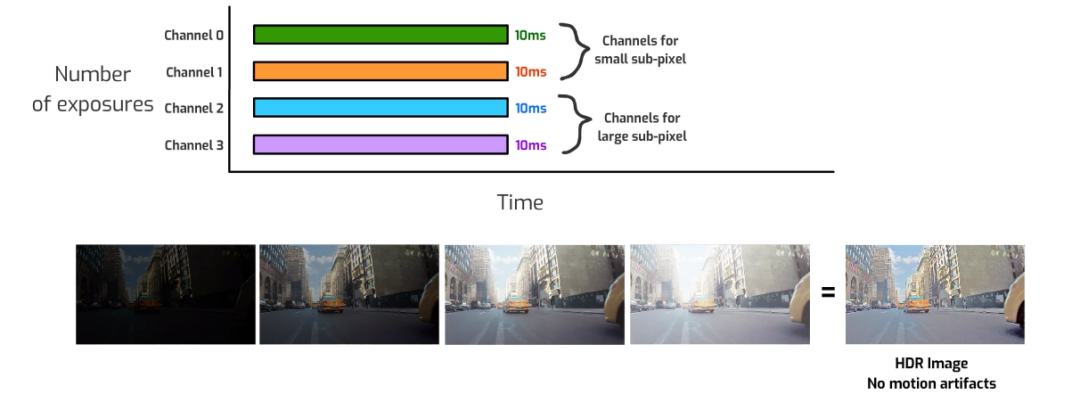 Channel 0 10ms
Channel 1 10ms
Channel 2 10ms
Channel 3 10ms
Number
of exposures
Channels for
small sub-pixel
Channels for
large sub-pixel
Time
=
HDR Image
No motion artifacts